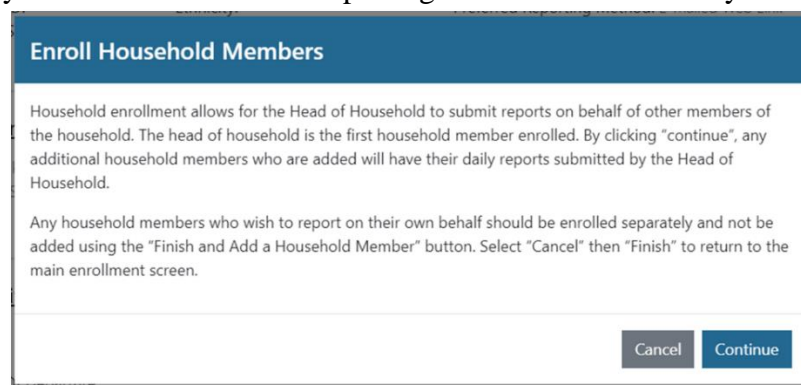 Enroll Household Members
Household enrollment allows for the Head of Household to submit reports on behalf of other members of
the household. The head of household is the first household member enrolled. By clicking "continue", any
additional household members who are added will have their daily reports submitted by the Head of
Household.
Any household members who wish to report on their own behalf should be enrolled separately and not be
added using the "Finish and Add a Household Member" button. Select "Cancel" then "Finish" to return to the
main enrollment screen.
Cancel Continue